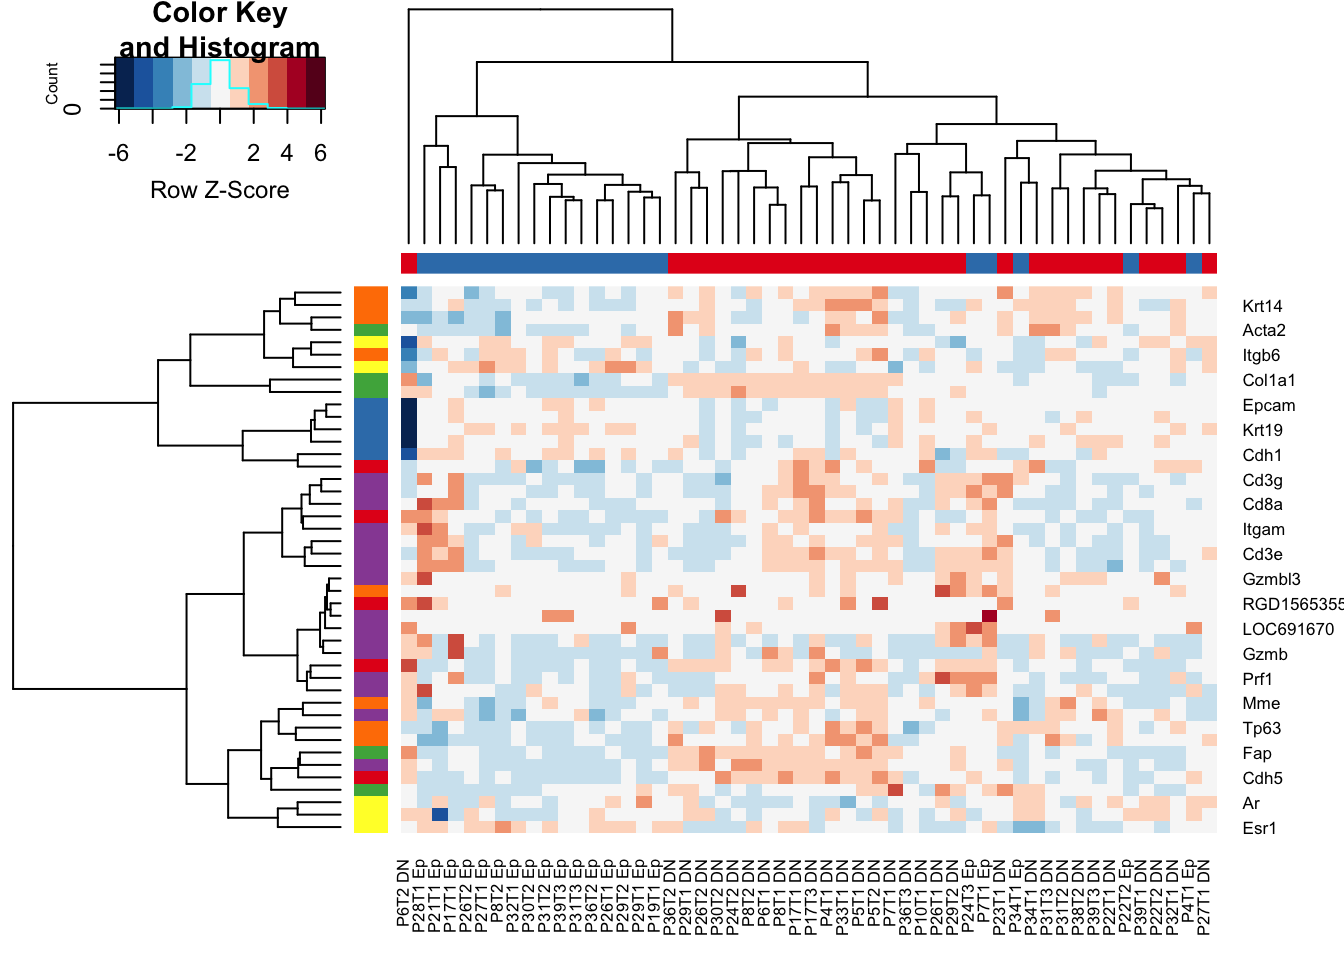 Color Key
and Histogram
Count
0
-6
-2
2
4
6
Row Z-Score
Krt14
Acta2
Itgb6
Col1a1
Epcam
Krt19
Cdh1
Cd3g
Cd8a
Itgam
Cd3e
Gzmbl3
RGD1565355
LOC691670
Gzmb
Prf1
Mme
Tp63
Fap
Cdh5
Ar
Esr1
P6T2 DN
P28T1 Ep
P21T1 Ep
P17T1 Ep
P26T2 Ep
P27T1 Ep
P8T2 Ep
P32T1 Ep
P30T2 Ep
P31T2 Ep
P39T3 Ep
P31T3 Ep
P36T2 Ep
P29T2 Ep
P29T1 Ep
P19T1 Ep
P36T2 DN
P29T1 DN
P26T2 DN
P30T2 DN
P24T2 DN
P8T2 DN
P6T1 DN
P8T1 DN
P17T1 DN
P17T3 DN
P4T1 DN
P33T1 DN
P5T1 DN
P5T2 DN
P7T1 DN
P36T3 DN
P10T1 DN
P26T1 DN
P29T2 DN
P24T3 Ep
P7T1 Ep
P23T1 DN
P34T1 Ep
P34T1 DN
P31T3 DN
P31T2 DN
P38T2 DN
P39T3 DN
P22T1 DN
P22T2 Ep
P39T1 DN
P22T2 DN
P32T1 DN
P4T1 Ep
P27T1 DN